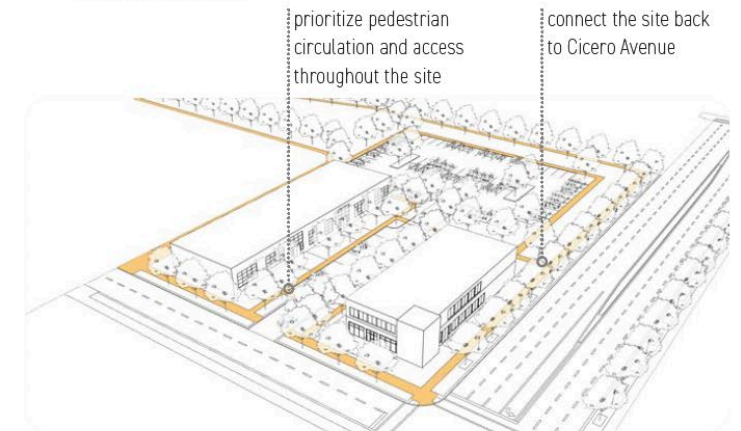 prioritize pedestrian
circulation and access
throughout the site
connect the site back
to Cicero Avenue